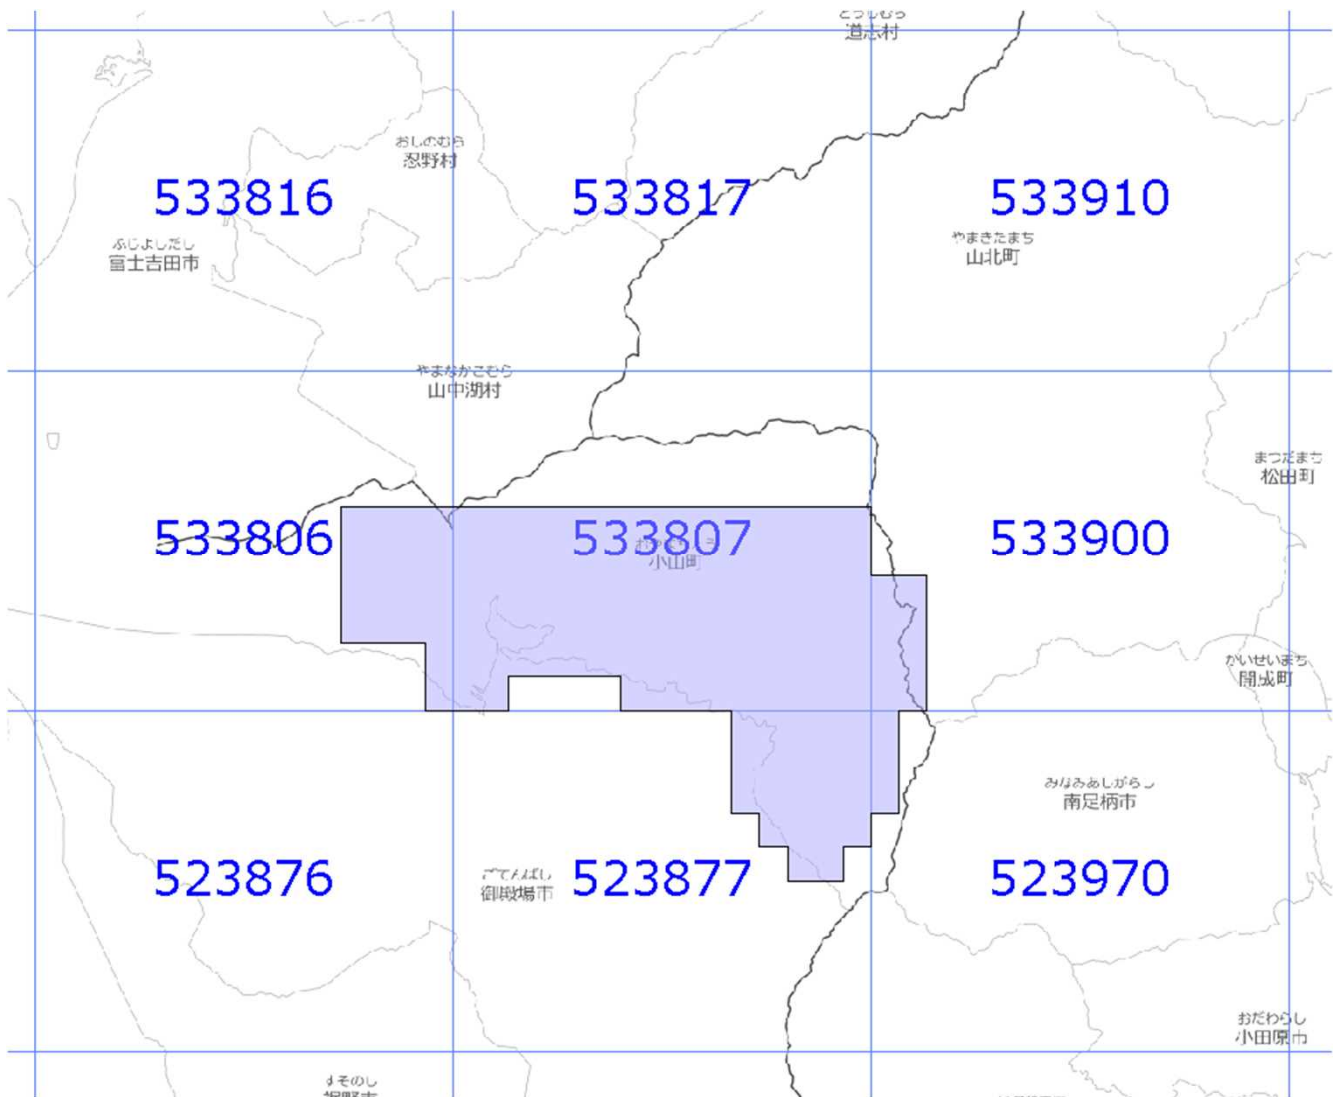 道志村
おしのむら
忍野村
533816
533817
533910
ふじよしだし
富士吉田市
やまきたまち
山北町
やまなかこむら
山中湖村
まつだまち
松田町
533806
533807
533900
小山町
かいせいまち
開成町
みなみあしがらし
南足柄市
523876
ごてんばし
御殿場市
523877
523970
おだわらし
小田原市
すそのし